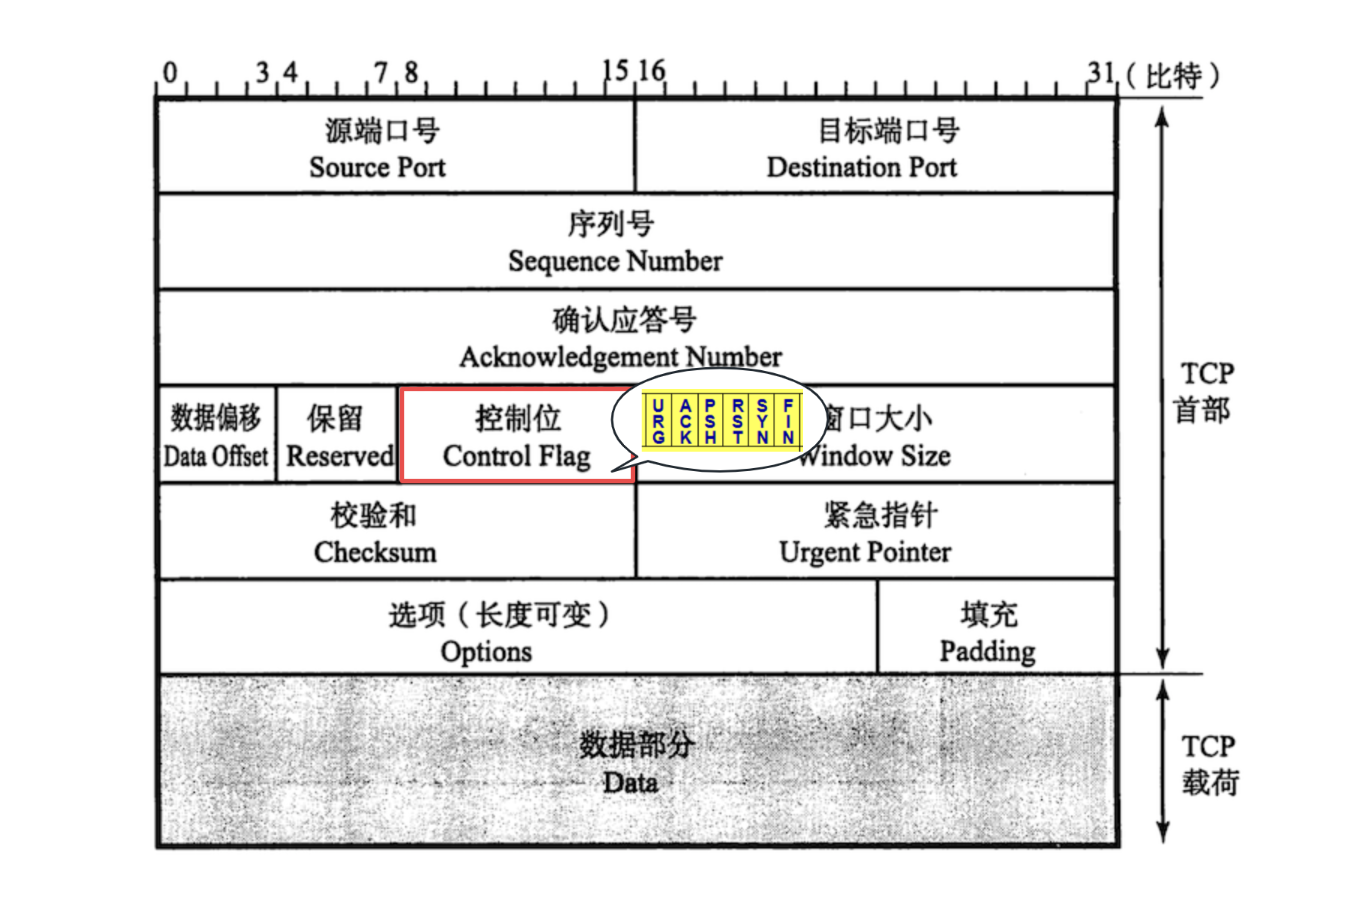 0 3 4 7 8 15 16 31 (比特)
源端口号
Source Port
目标端口号
Destination Port
序列号
Sequence Number
确认应答号
Acknowledgement Number
数据偏移
Data Offset
保留
Reserved
控制位
Control Flag
URG ACK PSH RST SYN FIN
窗口大小
Window Size
校验和
Checksum
紧急指针
Urgent Pointer
选项(长度可变)
Options
填充
Padding
TCP
首部
数据部分
Data
TCP
载荷